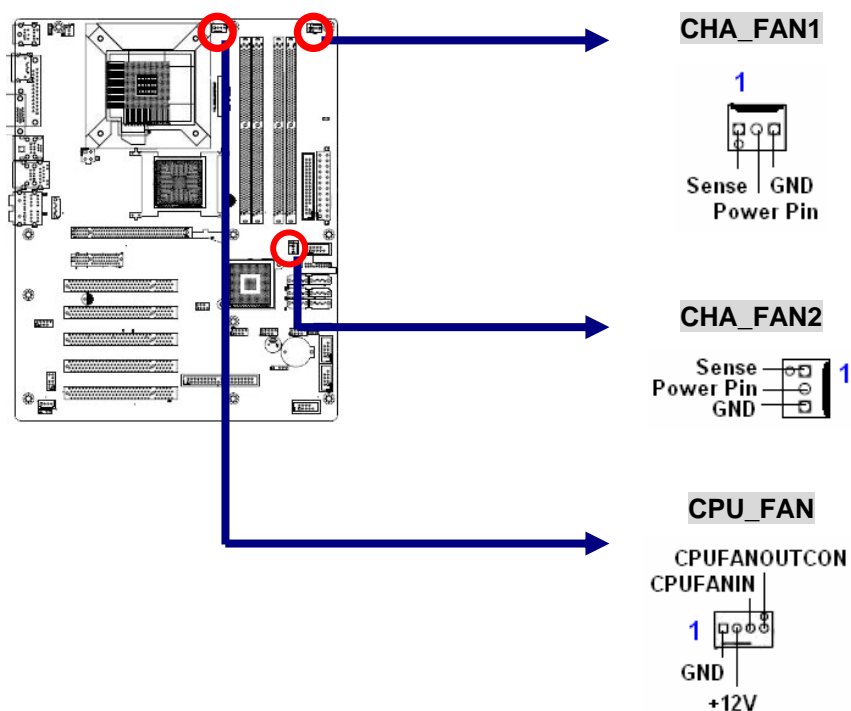 CHA_FAN1
1
Sense GND
Power Pin
CHA_FAN2
Sense
1
Power Pin
GND
CPU_FAN
CPUFANOUTCON
CPUFANIN
1
GND
+12V